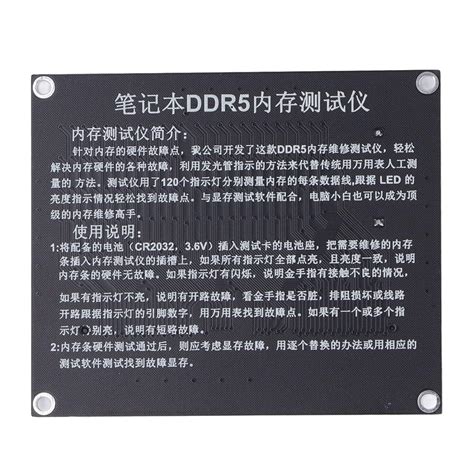 笔记本DDR5内存测试仪
内存测试仪简介:
针对内存的硬件故障点，我公司开发了这款DDR5内存维修测试仪，轻松
解决内存硬件的各种故障，利用发光管指示的方法来代替传统用万用表人工测
量的 方法。测试仪用了120个指示灯分别测量内存的每条数据线,跟据 LED 的
亮度指示情况轻松找到故障点。与显存测试软件配合，电脑小白也可以成为顶
级的内存维修高手。
使用说明:
1:将配备的电池（CR2032，3.6V）插入测试卡的电池座，把需要维修的内存
条插入内存测试仪的插槽上，如果所有指示灯全部点亮，且亮度一致，说明
内存条的硬件无故障。如果指示灯有闪烁，说明金手指有接触不良的情况，
如果有指示灯不亮，说明有开路故障，看金手指是否脏，排阻损坏或线路
开路跟据指示灯的引脚数字，用万用表找到故障点。如果有一个或多个指
示灯 别亮，说明有短路故障。
2:内存条硬件测试通过后，则应考虑显存故障，用逐个替换的办法或用相应的
测试软件测试找到故障显存。